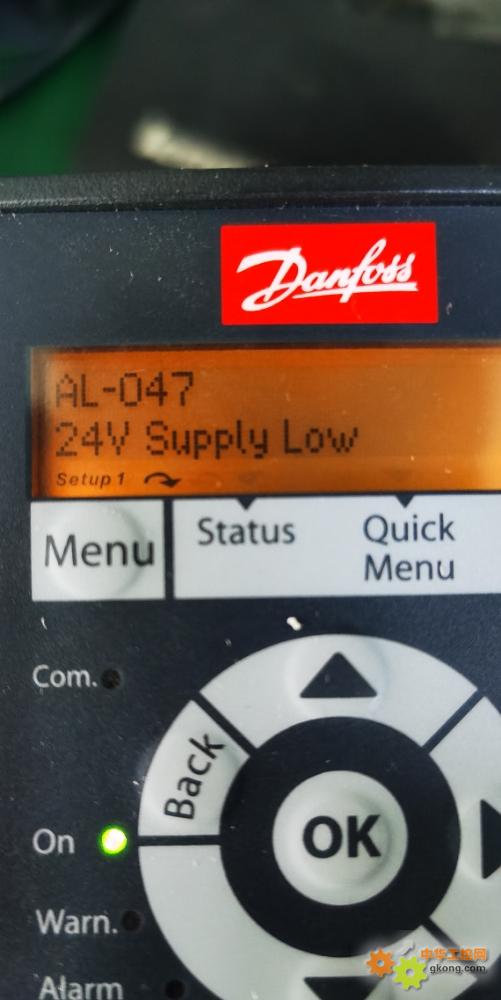 Danfoss
AL-047
24V Supply Low
Setup 1
Menu
Status
Quick
Menu
Com.
Back
OK
On
Warn.
Alarm
中华工控网
gkong.com